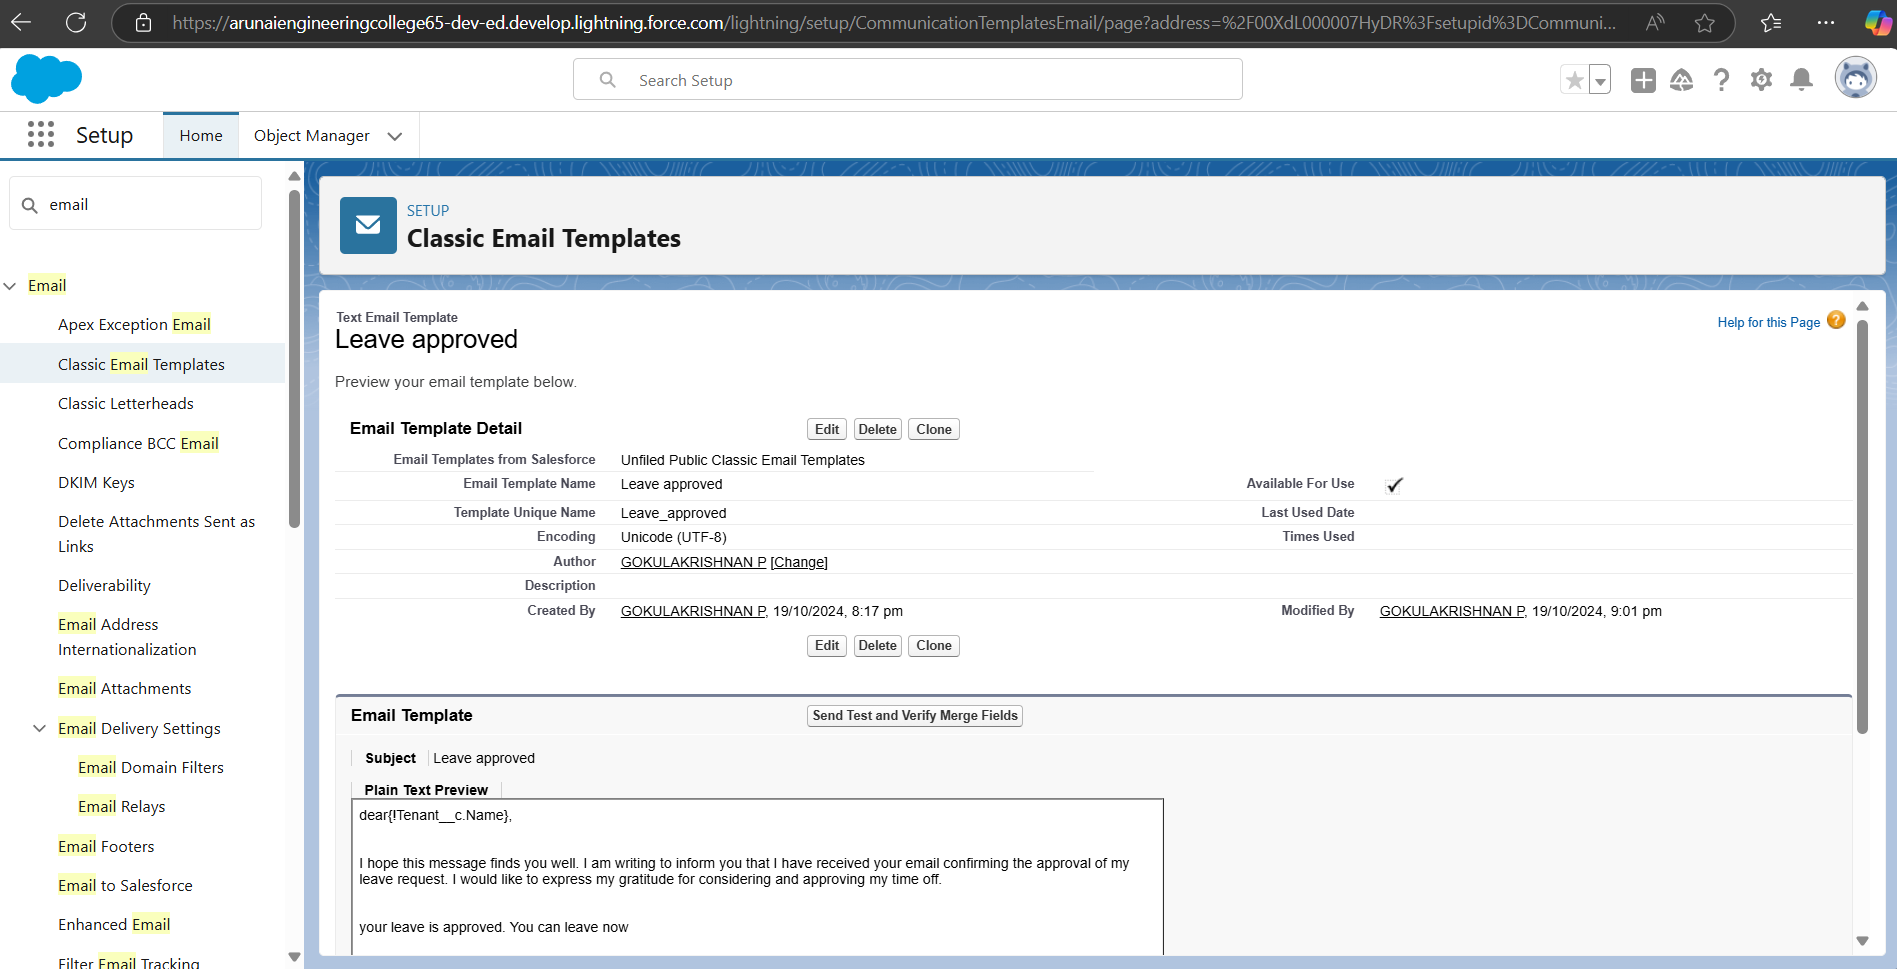 https://arunaiengineeringcollege65-dev-ed.develop.lightning.force.com/lightning/setup/CommunicationTemplatesEmail/page?address=%2F00XdL000007HyDR%3Fsetupid%3DCommuni...
Search Setup
Setup
Home
Object Manager
email
Email
Apex Exception Email
Classic Email Templates
Classic Letterheads
Compliance BCC Email
DKIM Keys
Delete Attachments Sent as
Links
Deliverability
Email Address
Internationalization
Email Attachments
Email Delivery Settings
Email Domain Filters
Email Relays
Email Footers
Email to Salesforce
Enhanced Email
Filter Email Tracking
SETUP
Classic Email Templates
Text Email Template
Leave approved
Help for this Page ?
Preview your email template below.
Email Template Detail
Edit Delete Clone
Email Templates from Salesforce Unfiled Public Classic Email Templates
Email Template Name Leave approved Available For Use
Template Unique Name Leave_approved Last Used Date
Encoding Unicode (UTF-8) Times Used
Author GOKULAKRISHNAN P [Change]
Description
Created By GOKULAKRISHNAN P, 19/10/2024, 8:17 pm Modified By GOKULAKRISHNAN P, 19/10/2024, 9:01 pm
Edit Delete Clone
Email Template Send Test and Verify Merge Fields
Subject Leave approved
Plain Text Preview
dear{!Tenant__c.Name},
I hope this message finds you well. I am writing to inform you that I have received your email confirming the approval of my
leave request. I would like to express my gratitude for considering and approving my time off.
your leave is approved. You can leave now